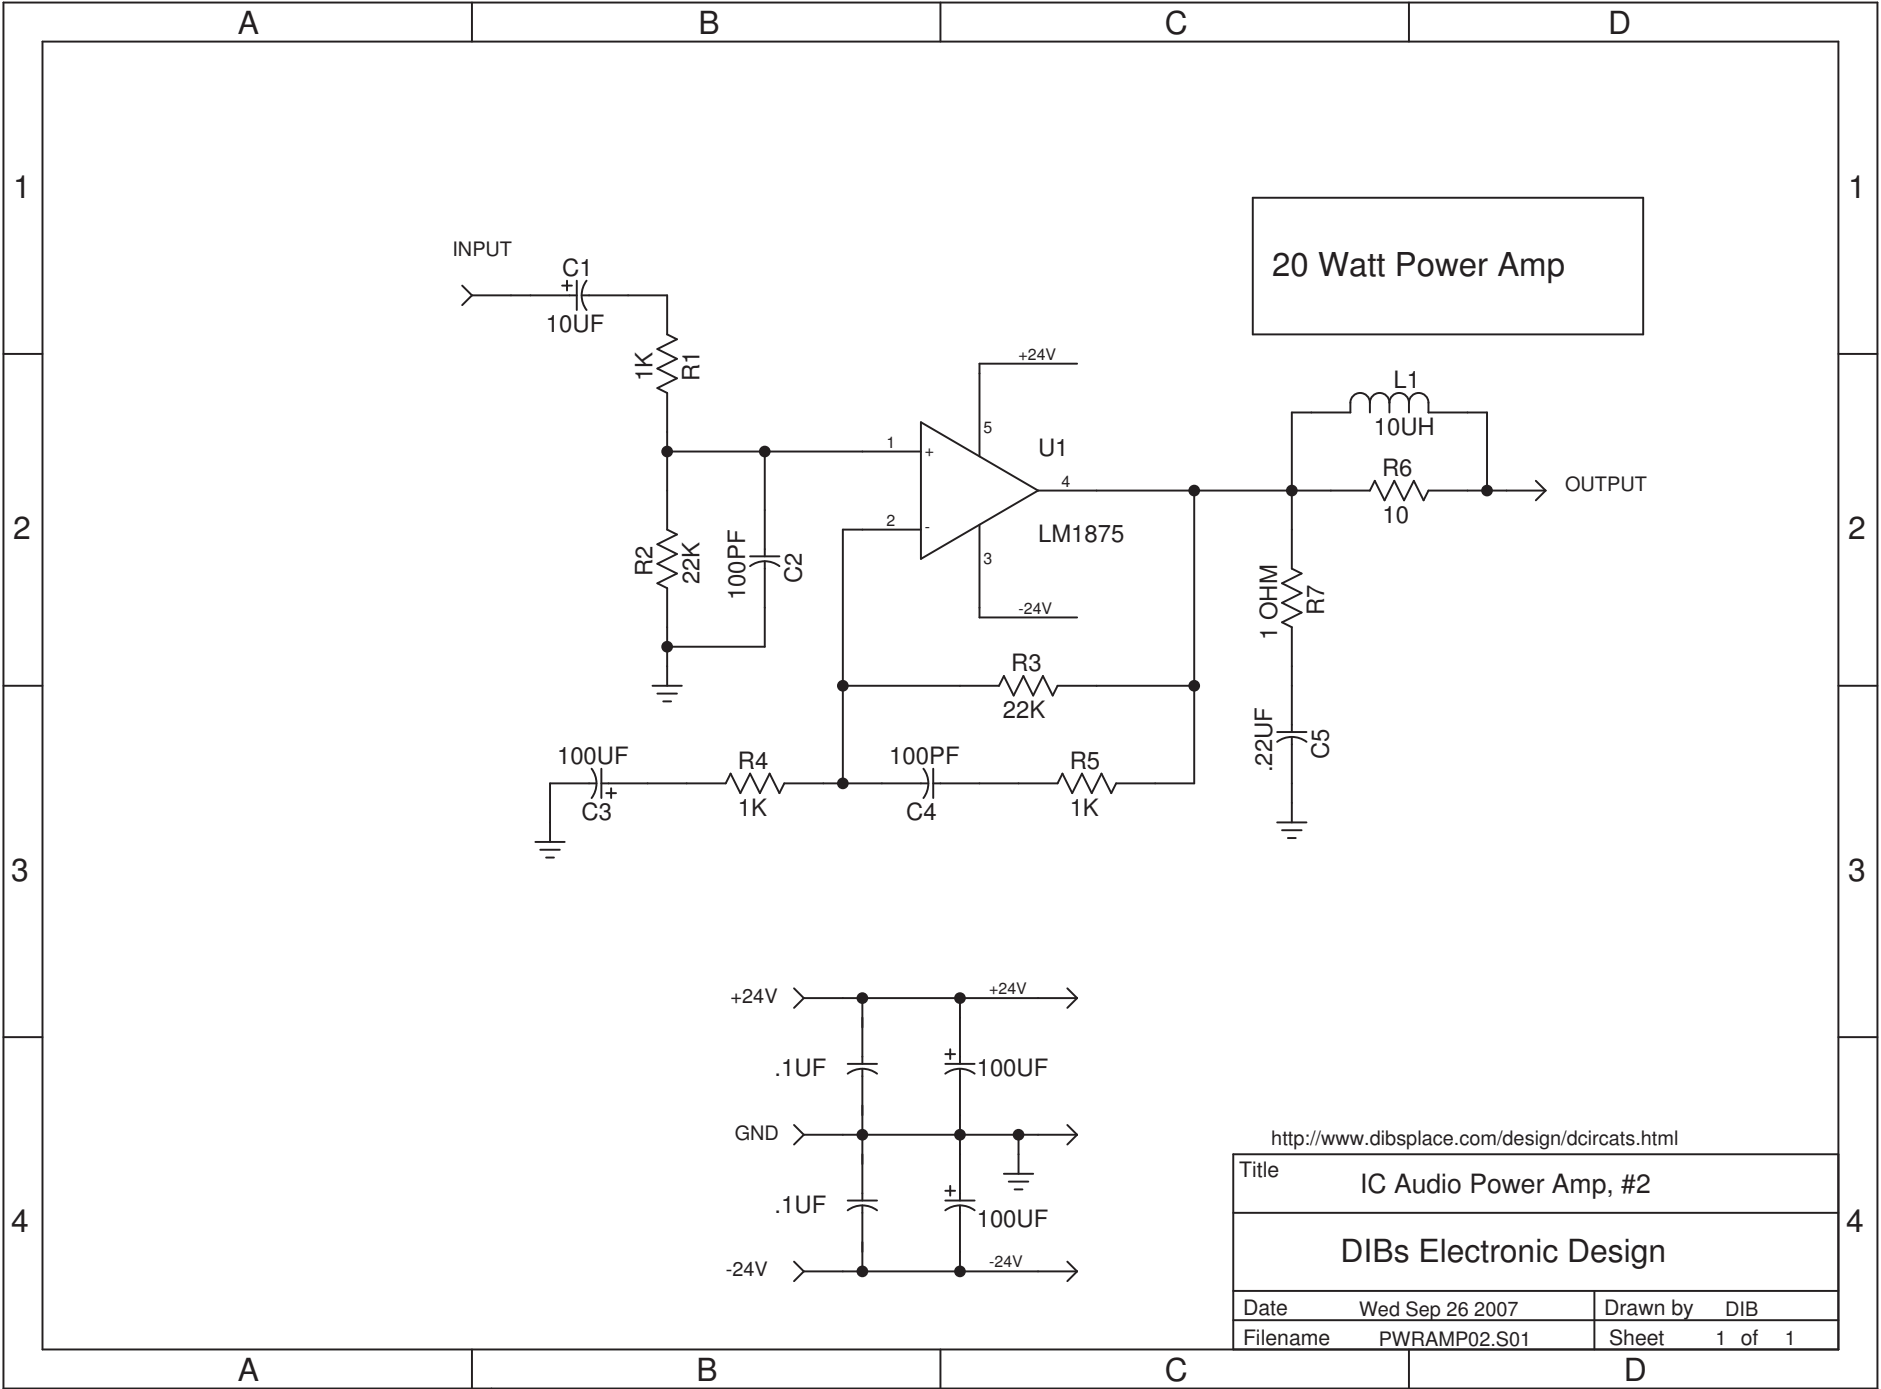 A B C D
1 1
20 Watt Power Amp
INPUT
C1
+
10UF
1K
R1
+24V
L1
10UH
5
U1
1
+
4
R6
10
OUTPUT
2 2
2
-
LM1875
3
-24V
R2
22K
100PF
C2
1 OHM
R7
R3
22K
.22UF
C5
100UF
+
C3
R4
1K
100PF
C4
R5
1K
3 3
+24V
+24V
.1UF
+
100UF
GND
.1UF
+
100UF
-24V
-24V
4 4
http://www.dibsplace.com/design/dcircats.html
Title
IC Audio Power Amp, #2
DIBs Electronic Design
Date Wed Sep 26 2007 Drawn by DIB
Filename PWRAMP02.S01 Sheet 1 of 1
A B C D